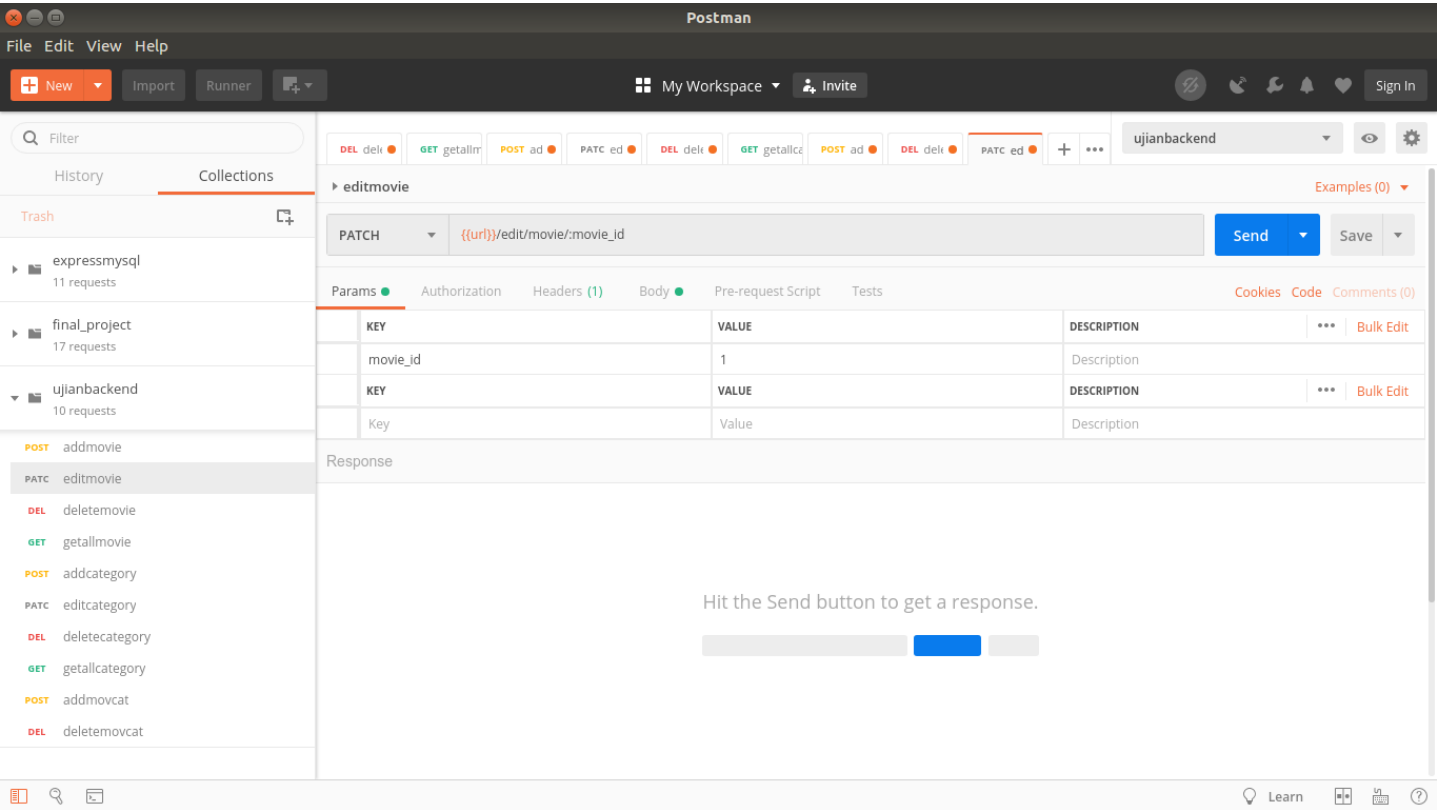 Postman
File Edit View Help
New Import Runner My Workspace Invite Sign In
Filter
History Collections
Trash
expressmysql
11 requests
final_project
17 requests
ujianbackend
10 requests
POST addmovie
PATC editmovie
DEL deletemovie
GET getallmovie
POST addcategory
PATC editcategory
DEL deletecategory
GET getallcategory
POST addmovcat
DEL deletemovcat
DEL dele GET getallm POST ad PATC ed DEL dele GET getallca POST ad DEL dele PATC ed + ••• ujianbackend
editmovie Examples (0)
PATCH {{url}}/edit/movie/:movie_id Send Save
Params Authorization Headers (1) Body Pre-request Script Tests Cookies Code Comments (0)
KEY VALUE DESCRIPTION ••• Bulk Edit
movie_id 1 Description
KEY VALUE DESCRIPTION ••• Bulk Edit
Key Value Description
Response
Hit the Send button to get a response.
Learn ?